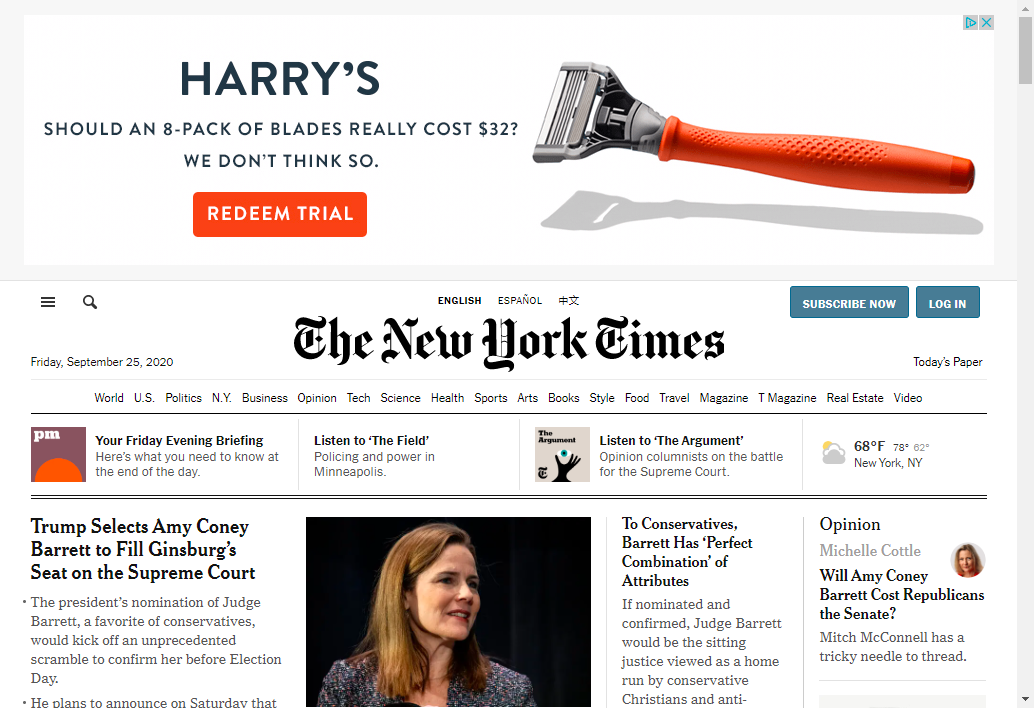 HARRY'S
SHOULD AN 8-PACK OF BLADES REALLY COST $32?
WE DON'T THINK SO.
REDEEM TRIAL
ENGLISH ESPAÑOL 中文
SUBSCRIBE NOW LOG IN
The New York Times
Friday, September 25, 2020
Today's Paper
World U.S. Politics N.Y. Business Opinion Tech Science Health Sports Arts Books Style Food Travel Magazine T Magazine Real Estate Video
pm
Your Friday Evening Briefing
Here's what you need to know at
the end of the day.
Listen to ‘The Field’
Policing and power in
Minneapolis.
The
Argument
Listen to ‘The Argument’
Opinion columnists on the battle
for the Supreme Court.
68°F 78° 62°
New York, NY
Trump Selects Amy Coney
Barrett to Fill Ginsburg's
Seat on the Supreme Court
• The president's nomination of Judge
Barrett, a favorite of conservatives,
would kick off an unprecedented
scramble to confirm her before Election
Day.
• He plans to announce on Saturday that
To Conservatives,
Barrett Has ‘Perfect
Combination’ of
Attributes
If nominated and
confirmed, Judge Barrett
would be the sitting
justice viewed as a home
run by conservative
Christians and anti-
Opinion
Michelle Cottle
Will Amy Coney
Barrett Cost Republicans
the Senate?
Mitch McConnell has a
tricky needle to thread.